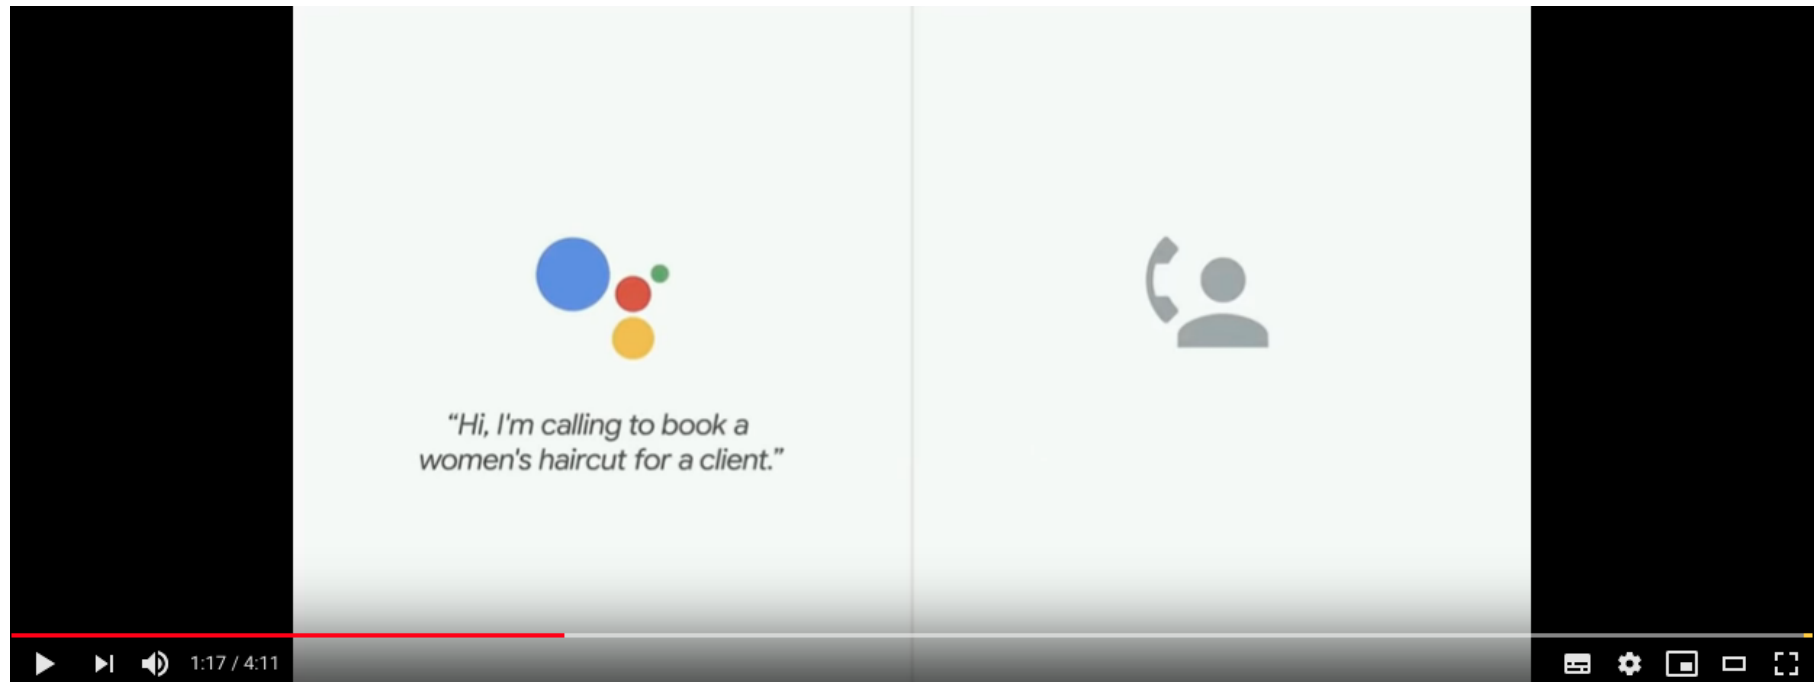 “Hi, I'm calling to book a
women's haircut for a client.”
1:17 / 4:11